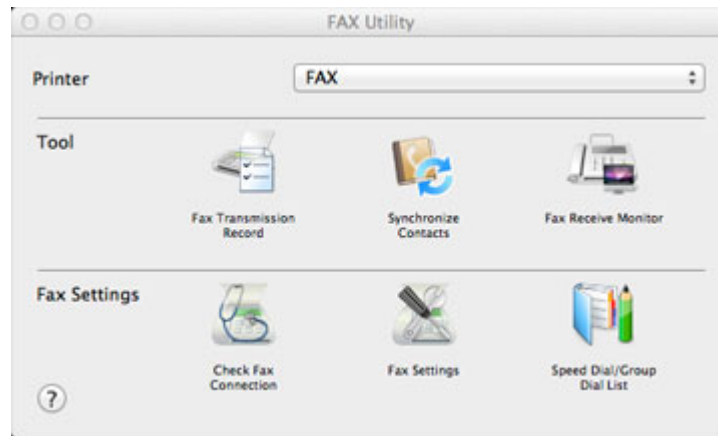 FAX Utility
Printer
FAX
Tool
Fax Transmission
Record
Synchronize
Contacts
Fax Receive Monitor
Fax Settings
Check Fax
Connection
Fax Settings
Speed Dial/Group
Dial List
?